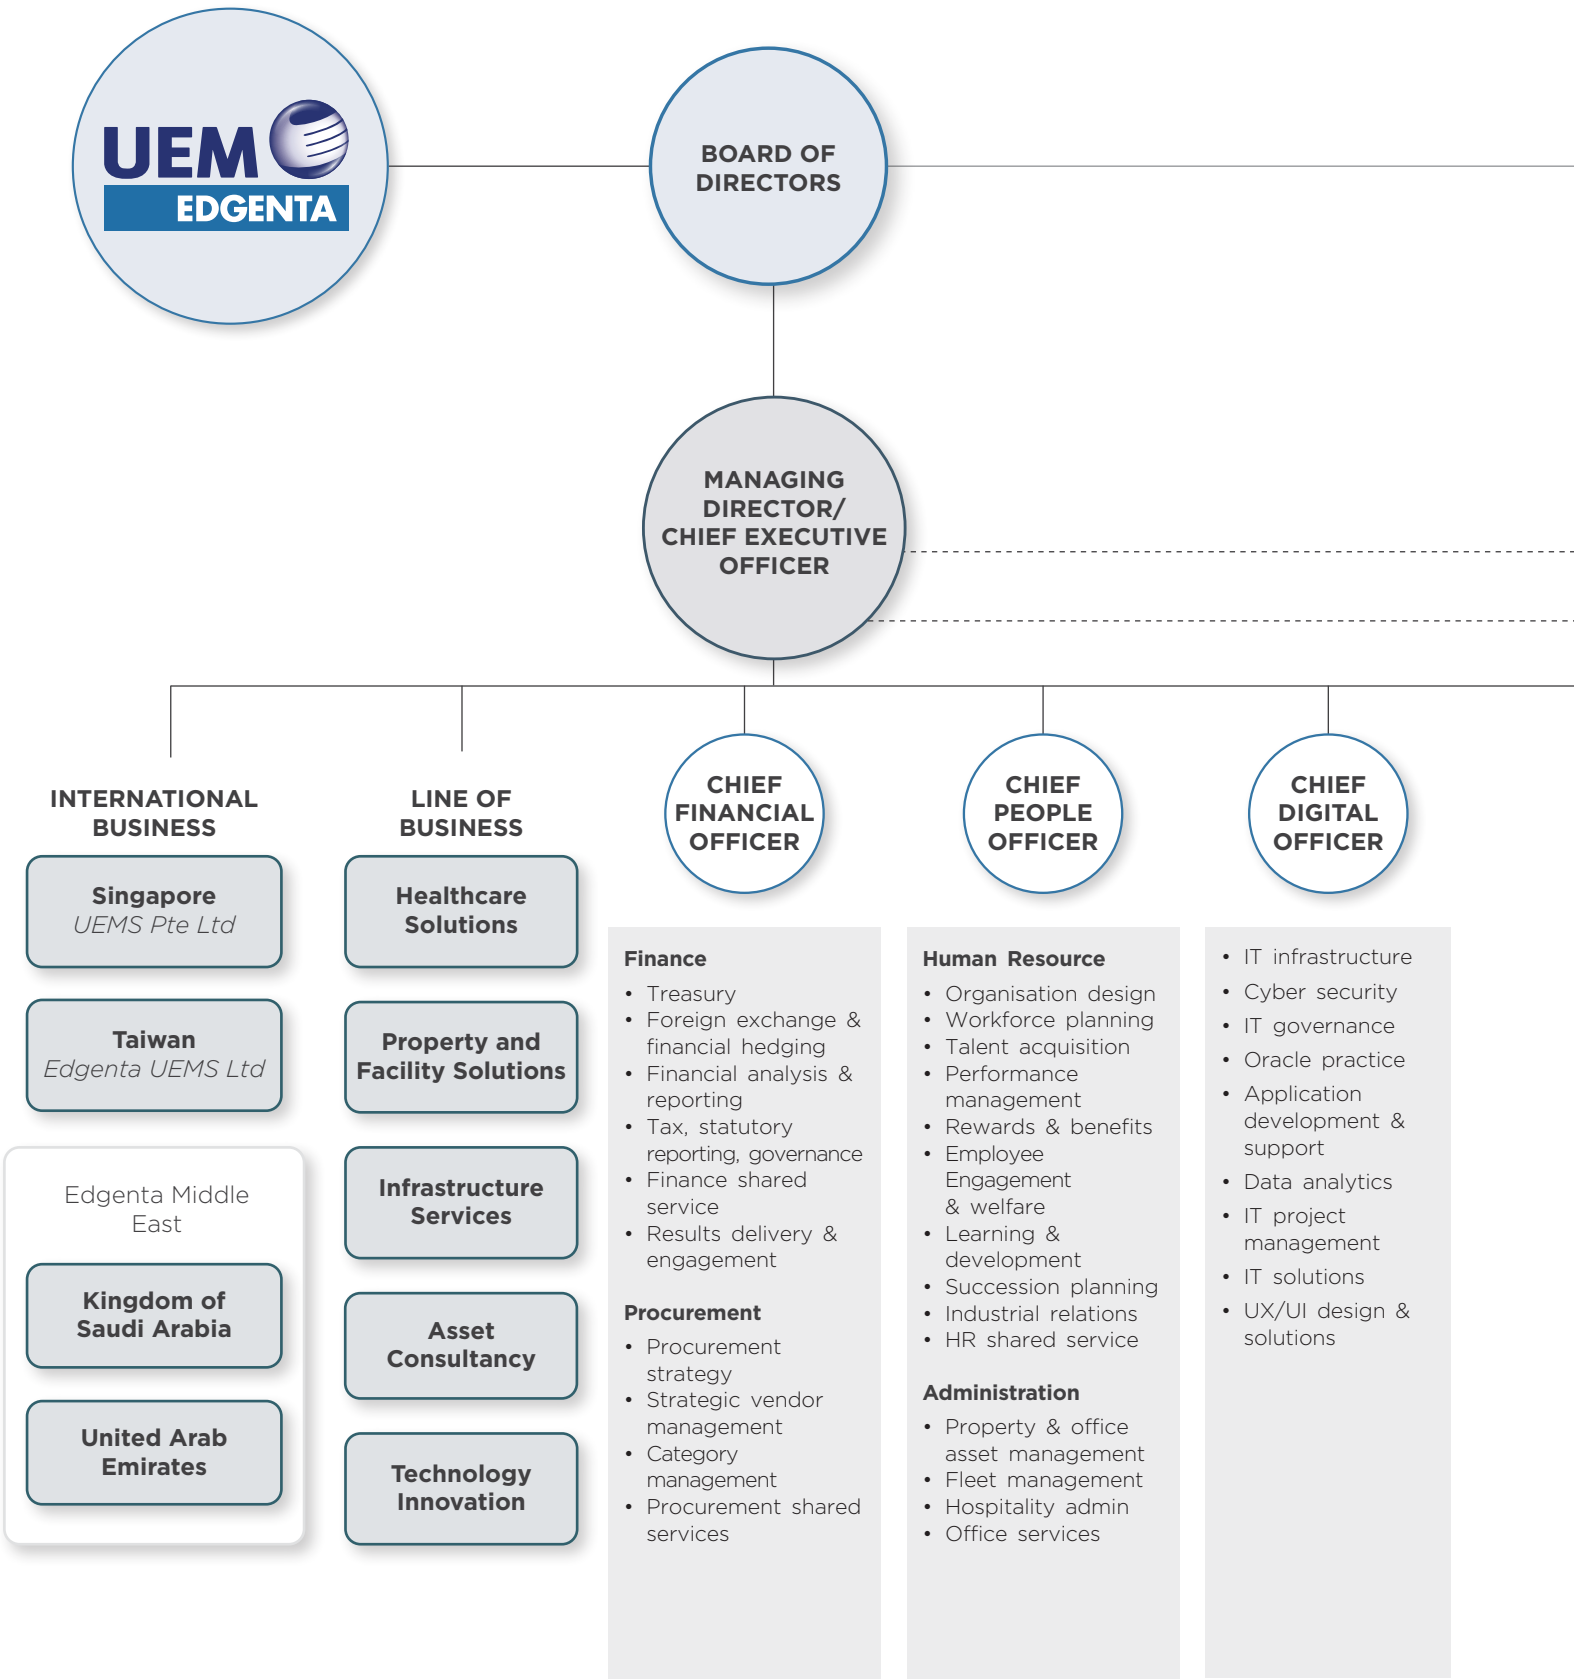 UEM
EDGENTA
BOARD OF
DIRECTORS
MANAGING
DIRECTOR/
CHIEF EXECUTIVE
OFFICER
INTERNATIONAL
BUSINESS
Singapore
UEMS Pte Ltd
Taiwan
Edgenta UEMS Ltd
Edgenta Middle
East
Kingdom of
Saudi Arabia
United Arab
Emirates
LINE OF
BUSINESS
Healthcare
Solutions
Property and
Facility Solutions
Infrastructure
Services
Asset
Consultancy
Technology
Innovation
CHIEF
FINANCIAL
OFFICER
Finance
• Treasury
• Foreign exchange &
financial hedging
• Financial analysis &
reporting
• Tax, statutory
reporting, governance
• Finance shared
service
• Results delivery &
engagement
Procurement
• Procurement
strategy
• Strategic vendor
management
• Category
management
• Procurement shared
services
CHIEF
PEOPLE
OFFICER
Human Resource
• Organisation design
• Workforce planning
• Talent acquisition
• Performance
management
• Rewards & benefits
• Employee
Engagement
& welfare
• Learning &
development
• Succession planning
• Industrial relations
• HR shared service
Administration
• Property & office
asset management
• Fleet management
• Hospitality admin
• Office services
CHIEF
DIGITAL
OFFICER
• IT infrastructure
• Cyber security
• IT governance
• Oracle practice
• Application
development &
support
• Data analytics
• IT project
management
• IT solutions
• UX/UI design &
solutions